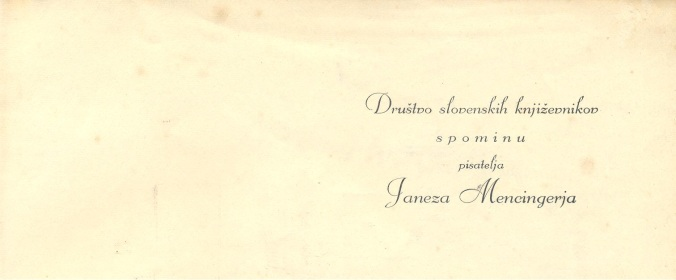 Društvo slovenskih književnikov
spominu
pisatelja
Janeza Mencingerja